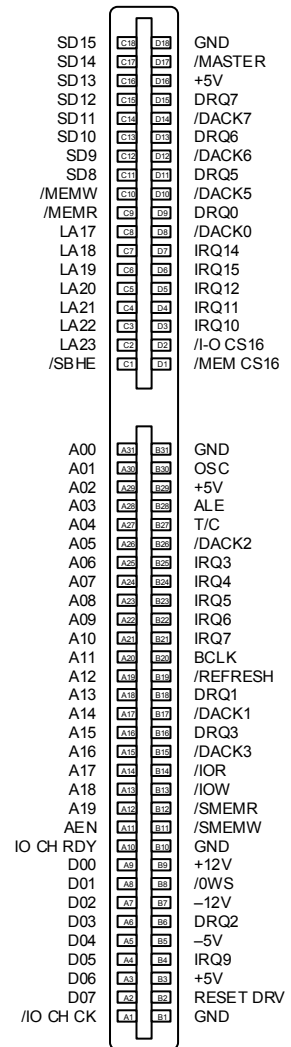 SD15 C18 D18 GND
SD14 C17 D17 /MASTER
SD13 C16 D16 +5V
SD12 C15 D15 DRQ7
SD11 C14 D14 /DACK7
SD10 C13 D13 DRQ6
SD9 C12 D12 /DACK6
SD8 C11 D11 DRQ5
/MEMW C10 D10 /DACK5
/MEMR C9 D9 DRQ0
LA17 C8 D8 /DACK0
LA18 C7 D7 IRQ14
LA19 C6 D6 IRQ15
LA20 C5 D5 IRQ12
LA21 C4 D4 IRQ11
LA22 C3 D3 IRQ10
LA23 C2 D2 /I-O CS16
/SBHE C1 D1 /MEM CS16
A00 A31 B31 GND
A01 A30 B30 OSC
A02 A29 B29 +5V
A03 A28 B28 ALE
A04 A27 B27 T/C
A05 A26 B26 /DACK2
A06 A25 B25 IRQ3
A07 A24 B24 IRQ4
A08 A23 B23 IRQ5
A09 A22 B22 IRQ6
A10 A21 B21 IRQ7
A11 A20 B20 BCLK
A12 A19 B19 /REFRESH
A13 A18 B18 DRQ1
A14 A17 B17 /DACK1
A15 A16 B16 DRQ3
A16 A15 B15 /DACK3
A17 A14 B14 /IOR
A18 A13 B13 /IOW
A19 A12 B12 /SMEMR
AEN A11 B11 /SMEMW
IO CH RDY A10 B10 GND
D00 A9 B9 +12V
D01 A8 B8 /0WS
D02 A7 B7 –12V
D03 A6 B6 DRQ2
D04 A5 B5 –5V
D05 A4 B4 IRQ9
D06 A3 B3 +5V
D07 A2 B2 RESET DRV
/IO CH CK A1 B1 GND